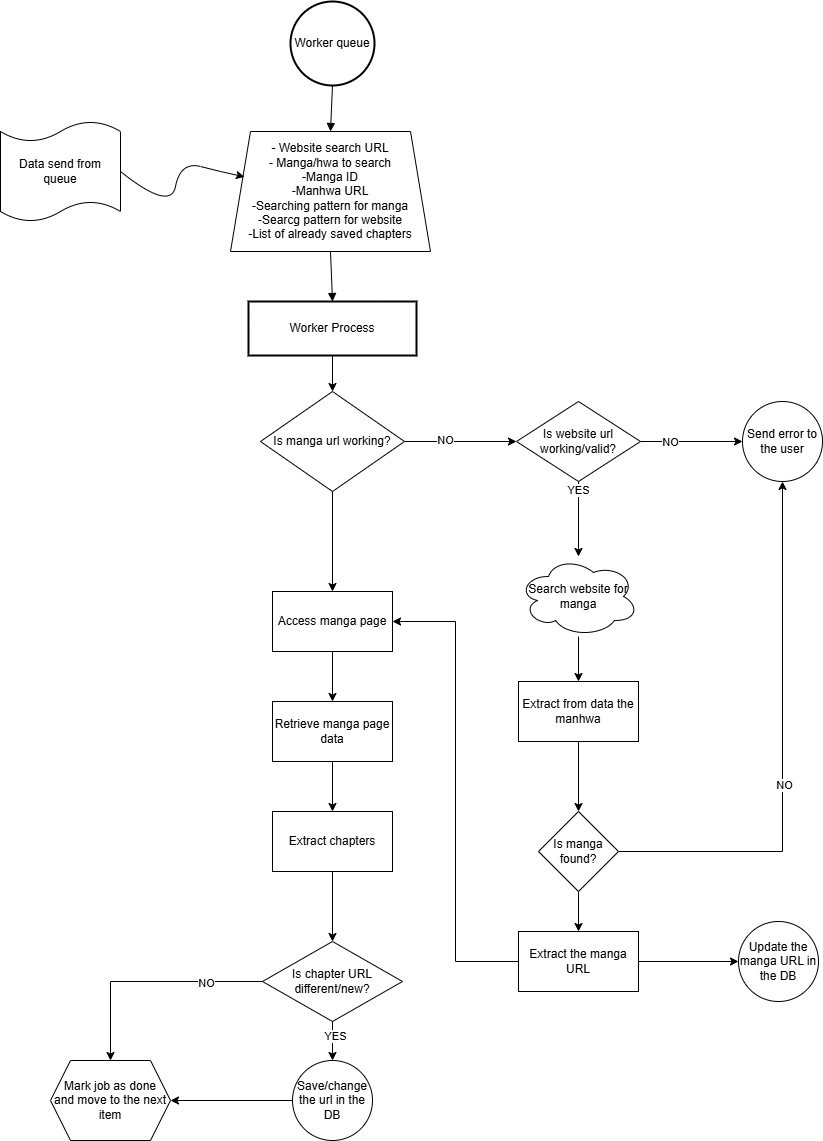 Worker queue
Data send from
queue
- Website search URL
- Manga/hwa to search
-Manga ID
-Manhwa URL
-Searching pattern for manga
-Searcg pattern for website
-List of already saved chapters
Worker Process
Is manga url working?
NO
Is website url
working/valid?
NO
Send error to
the user
YES
Search website for
manga
Access manga page
Extract from data the
manhwa
Retrieve manga page
data
NO
Extract chapters
Is manga
found?
Extract the manga
URL
Update the
manga URL in
the DB
Is chapter URL
different/new?
NO
YES
Mark job as done
and move to the next
item
Save/change
the url in the
DB